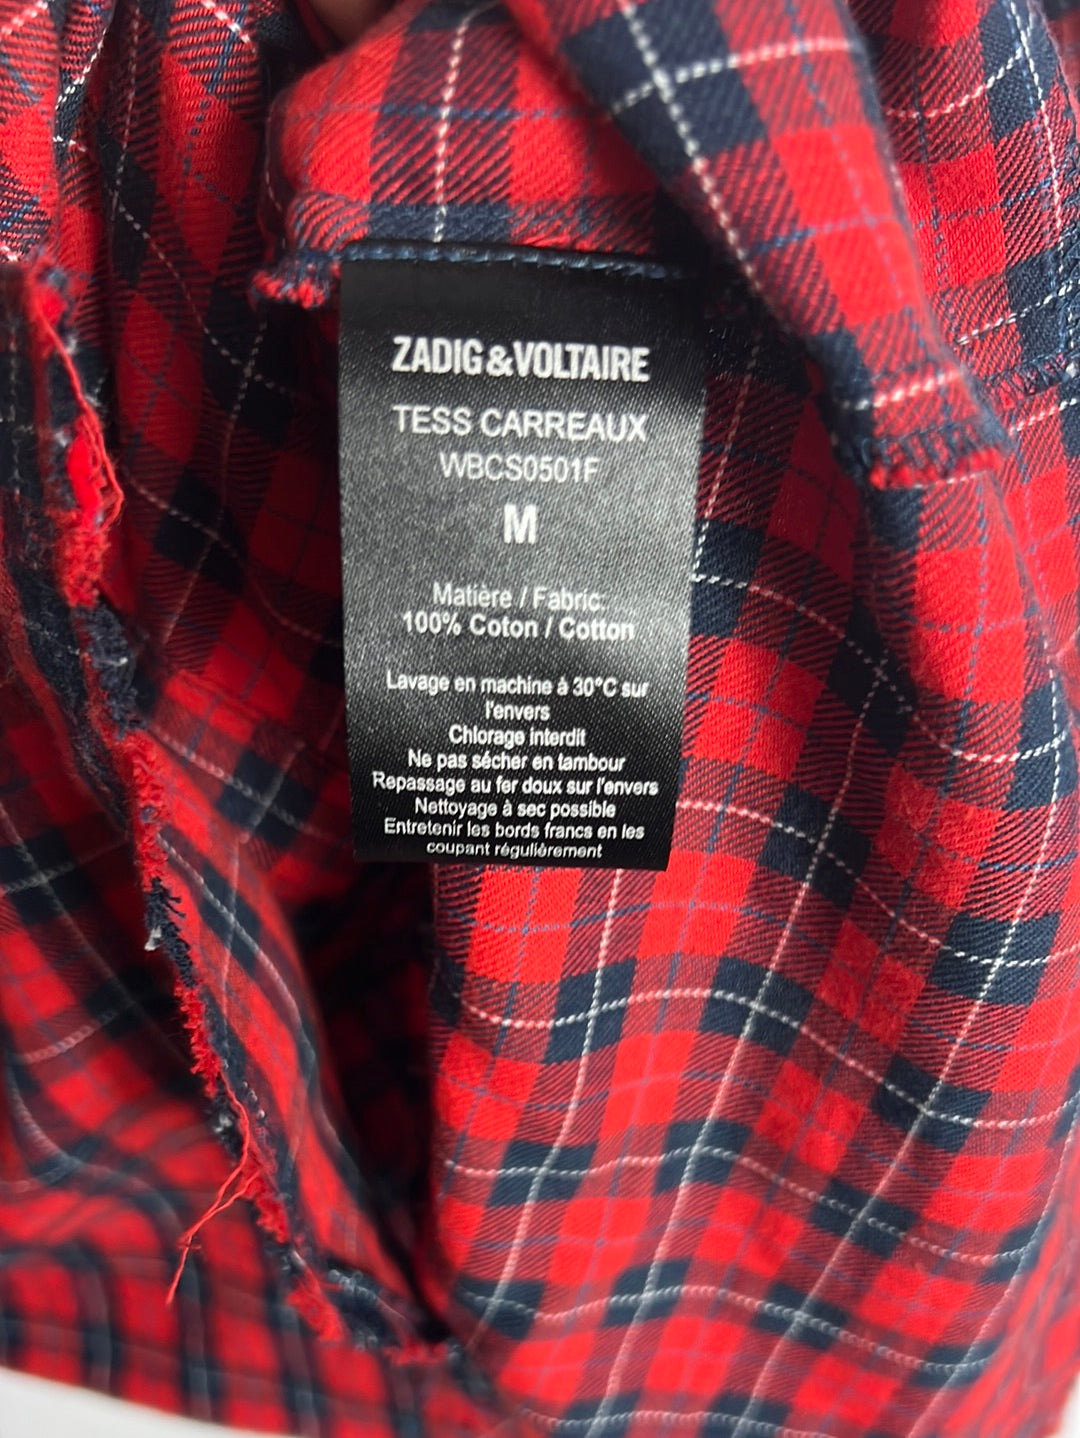 ZADIG&VOLTAIRE
TESS CARREAUX
WBCS0501F
M
Matière / Fabric:
100% Coton / Cotton
Lavage en machine à 30°C sur
l'envers
Chlorage interdit
Ne pas sécher en tambour
Repassage au fer doux sur l'envers
Nettoyage à sec possible
Entretenir les bords francs en les
coupant régulièrement